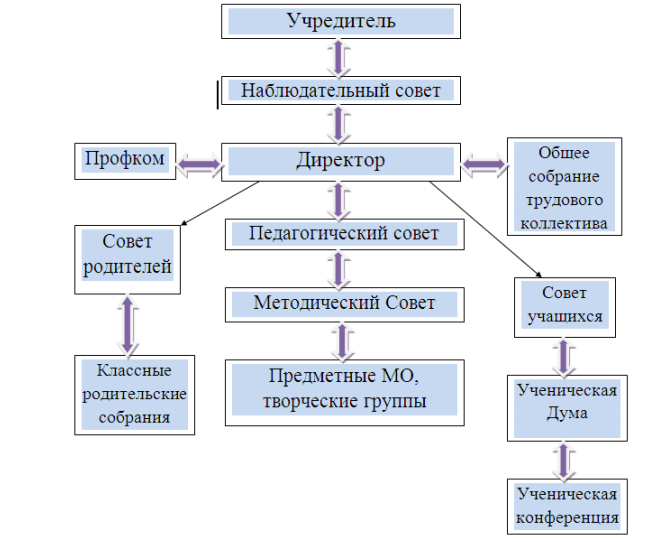 Учредитель
Наблюдательный совет
Профком
Директор
Общее
собрание
трудового
коллектива
Совет
родителей
Педагогический совет
Методический Совет
Совет
учащихся
Классные
родительские
собрания
Предметные МО,
творческие группы
Ученическая
Дума
Ученическая
конференция